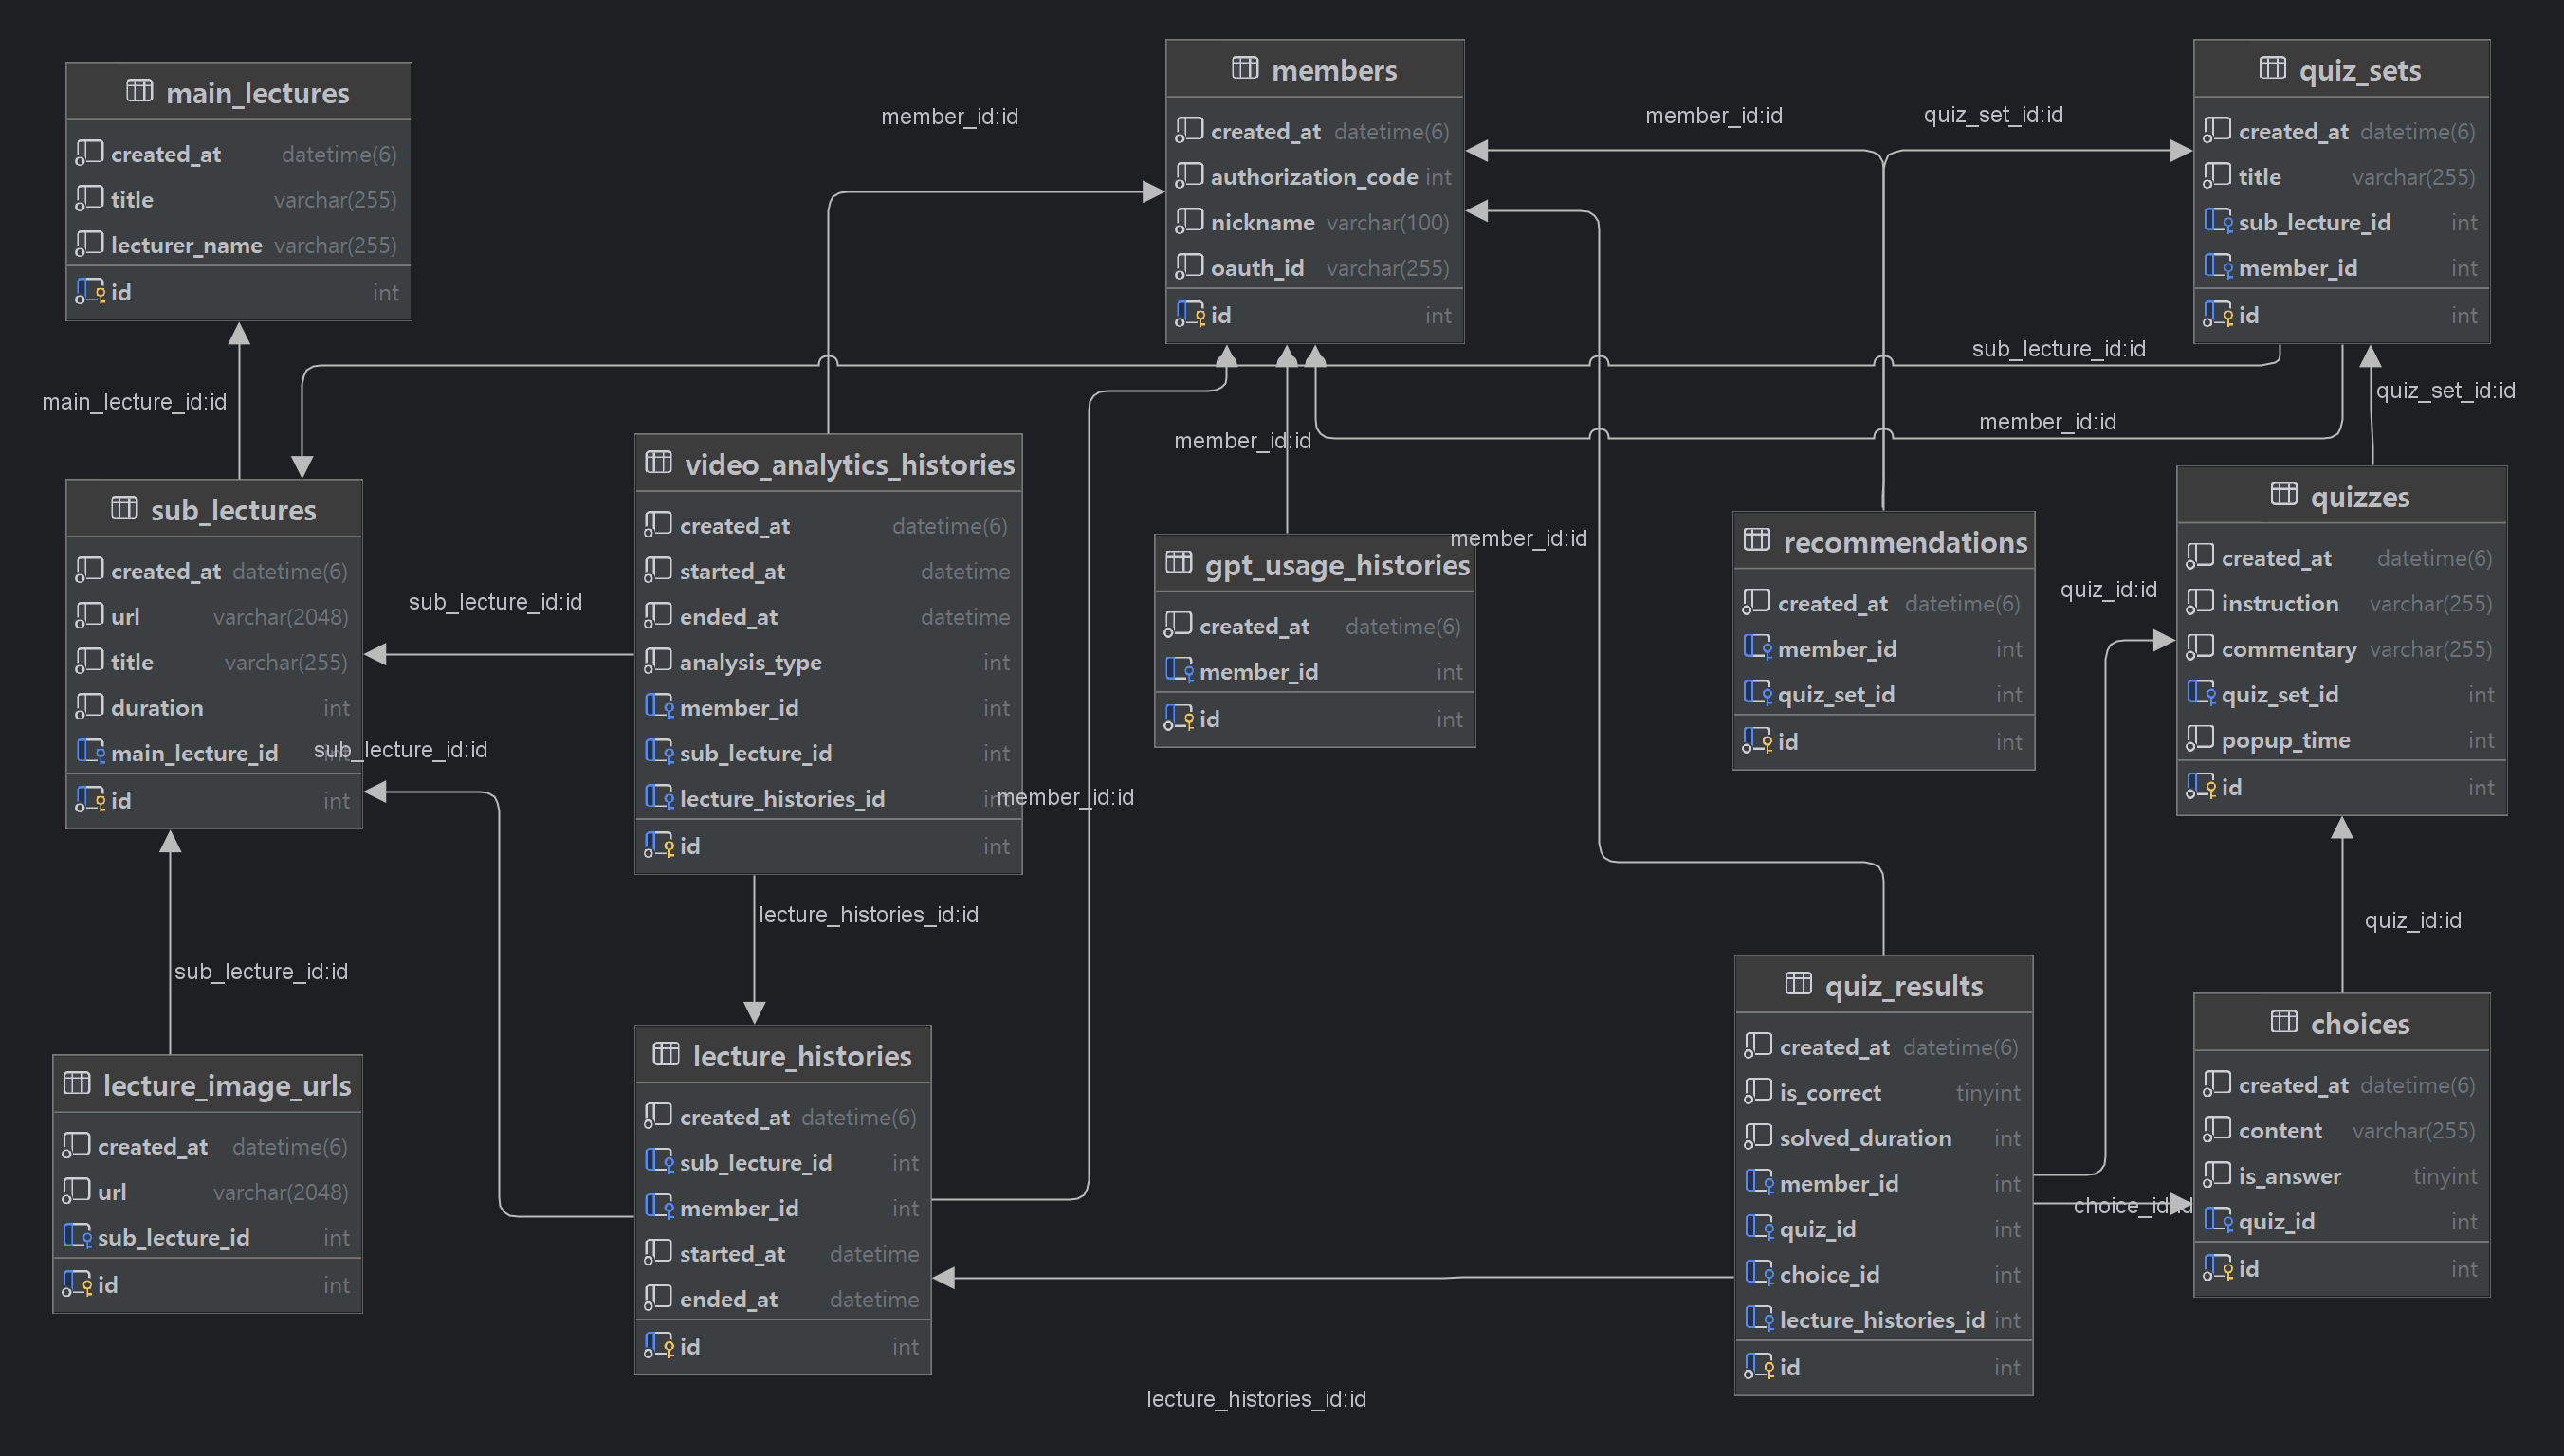 main_lectures
created_at datetime(6)
title varchar(255)
lecturer_name varchar(255)
id int
members
created_at datetime(6)
authorization_code int
nickname varchar(100)
oauth_id varchar(255)
id int
quiz_sets
created_at datetime(6)
title varchar(255)
sub_lecture_id int
member_id int
id int
member_id:id
member_id:id
quiz_set_id:id
sub_lecture_id:id
quiz_set_id:id
main_lecture_id:id
member_id:id
member_id:id
sub_lectures
created_at datetime(6)
url varchar(2048)
title varchar(255)
duration int
main_lecture_id int
id int
sub_lecture_id:id
sub_lecture_id:id
video_analytics_histories
created_at datetime(6)
started_at datetime
ended_at datetime
analysis_type int
member_id int
sub_lecture_id int
lecture_histories_id int
id int
member_id:id
gpt_usage_histories
created_at datetime(6)
member_id int
id int
member_id:id
recommendations
created_at datetime(6)
member_id int
quiz_set_id int
id int
quiz_id:id
quizzes
created_at datetime(6)
instruction varchar(255)
commentary varchar(255)
quiz_set_id int
popup_time int
id int
lecture_histories_id:id
sub_lecture_id:id
quiz_id:id
lecture_image_urls
created_at datetime(6)
url varchar(2048)
sub_lecture_id int
id int
lecture_histories
created_at datetime(6)
sub_lecture_id int
member_id int
started_at datetime
ended_at datetime
id int
quiz_results
created_at datetime(6)
is_correct tinyint
solved_duration int
member_id int
quiz_id int
choice_id int
lecture_histories_id int
id int
choice_id:id
choices
created_at datetime(6)
content varchar(255)
is_answer tinyint
quiz_id int
id int
lecture_histories_id:id